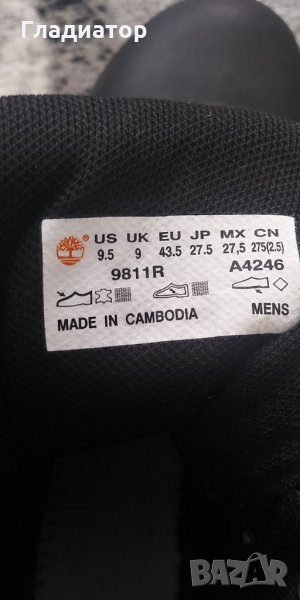 Гладиатор
US UK EU JP MX CN
9.5 9 43.5 27.5 27,5 275(2.5)
9811R A4246
MADE IN CAMBODIA MENS
BAZAR